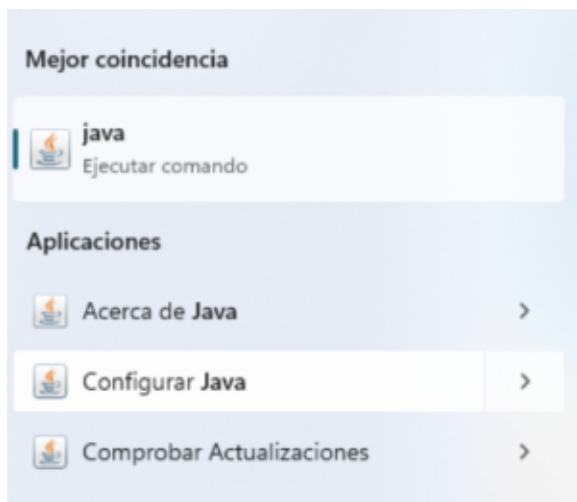 Mejor coincidencia
java
Ejecutar comando
Aplicaciones
Acerca de Java
Configurar Java
Comprobar Actualizaciones